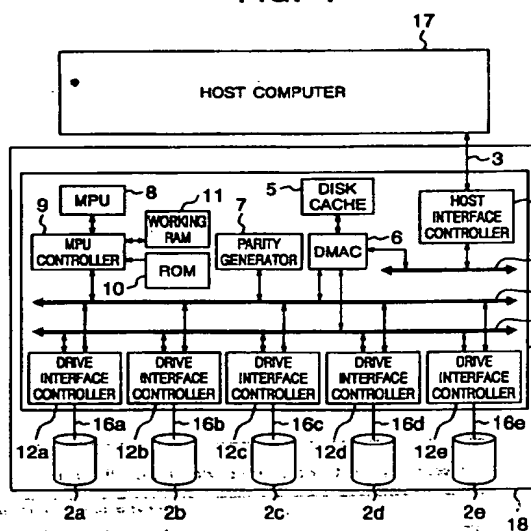 17
HOST COMPUTER
3
8
11
5
DISK CACHE
9
MPU
7
6
HOST INTERFACE CONTROLLER
WORKING RAM
MPU CONTROLLER
PARITY GENERATOR
DMAC
10
ROM
DRIVE INTERFACE CONTROLLER
DRIVE INTERFACE CONTROLLER
DRIVE INTERFACE CONTROLLER
DRIVE INTERFACE CONTROLLER
DRIVE INTERFACE CONTROLLER
12a
16a
12b
16b
12c
16c
12d
16d
12e
16e
2a
2b
2c
2d
2e
18